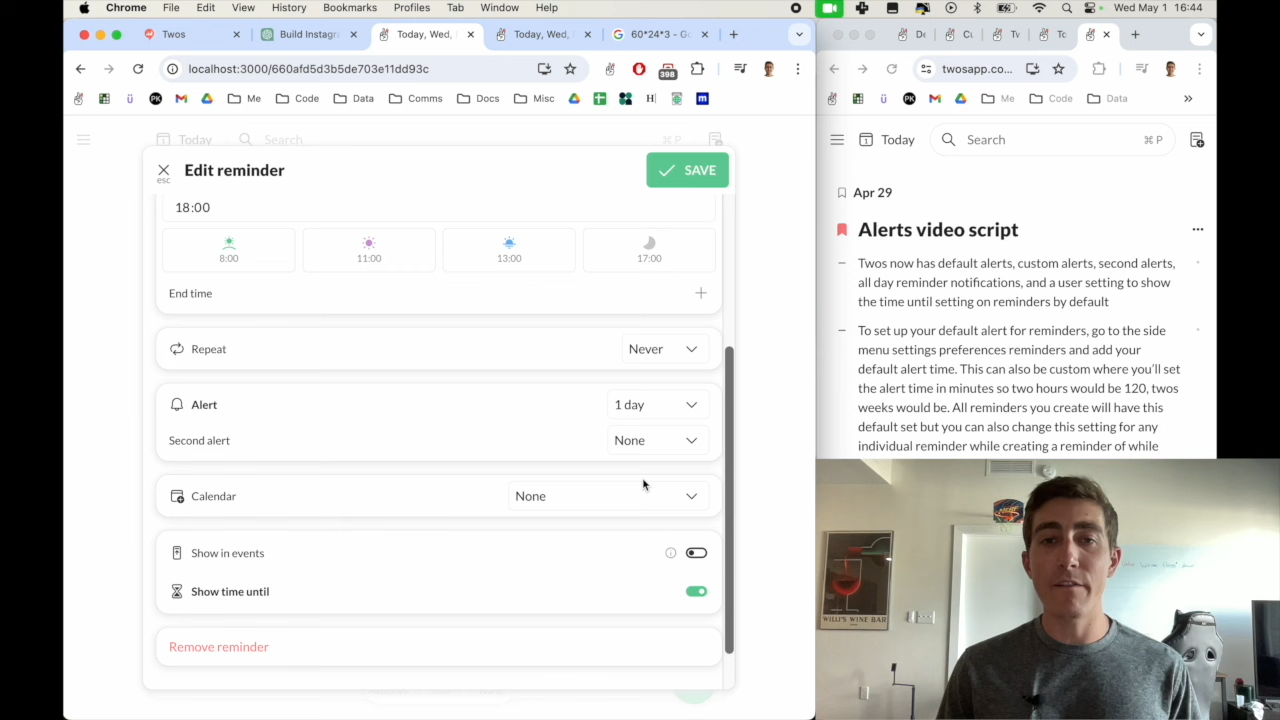 Chrome File Edit View History Bookmarks Profiles Tab Window Help
Wed May 1 16:44
Twos
Build Instagr
Today, Wed,
Today, Wed,
60*24*3 - G
localhost:3000/660afd5d3b5de703e11dd93c
398
twosapp.co...
Me Code Data Comms Docs Misc
Me Code Data
Today
Search
⌘ P
Edit reminder
esc
SAVE
18:00
8:00
11:00
13:00
17:00
End time
Repeat
Never
Alert
1 day
Second alert
None
Calendar
None
Show in events
Show time until
Remove reminder
Today
Search
⌘ P
Apr 29
Alerts video script
Twos now has default alerts, custom alerts, second alerts,
all day reminder notifications, and a user setting to show
the time until setting on reminders by default
To set up your default alert for reminders, go to the side
menu settings preferences reminders and add your
default alert time. This can also be custom where you'll set
the alert time in minutes so two hours would be 120, twos
weeks would be. All reminders you create will have this
default set but you can also change this setting for any
individual reminder while creating a reminder of while
WILLI'S WINE BAR